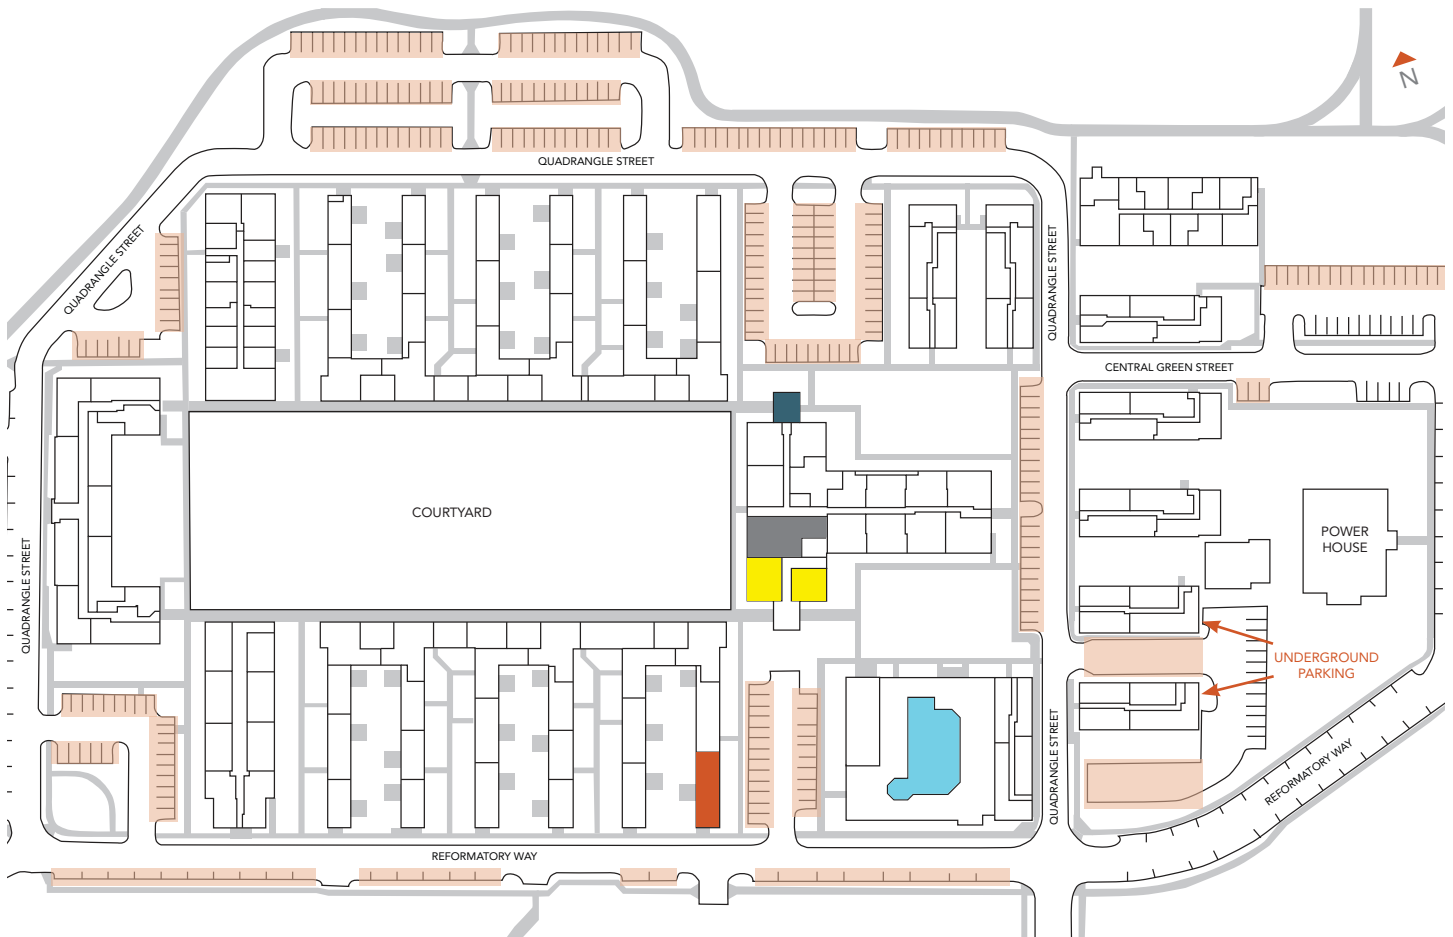 N
QUADRANGLE STREET
QUADRANGLE STREET
QUADRANGLE STREET
CENTRAL GREEN STREET
COURTYARD
POWER
HOUSE
QUADRANGLE STREET
UNDERGROUND
PARKING
QUADRANGLE STREET
REFORMATORY WAY
REFORMATORY WAY